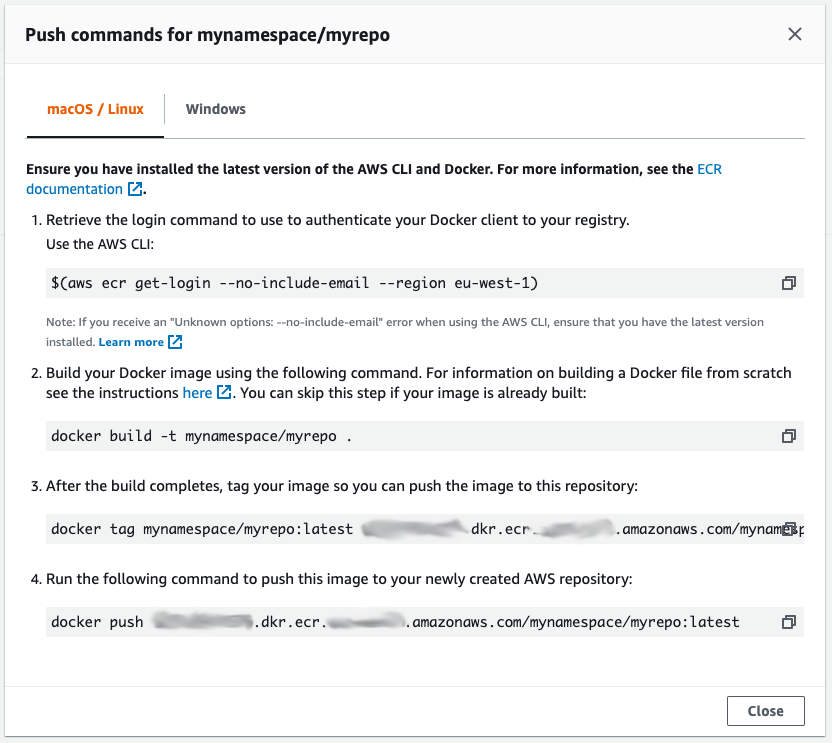 Push commands for mynamespace/myrepo
macOS / Linux
Windows
Ensure you have installed the latest version of the AWS CLI and Docker. For more information, see the ECR
documentation.
1. Retrieve the login command to use to authenticate your Docker client to your registry.
Use the AWS CLI:
$(aws ecr get-login --no-include-email --region eu-west-1)
Note: If you receive an "Unknown options: --no-include-email" error when using the AWS CLI, ensure that you have the latest version
installed. Learn more
2. Build your Docker image using the following command. For information on building a Docker file from scratch
see the instructions here. You can skip this step if your image is already built:
docker build -t mynamespace/myrepo .
3. After the build completes, tag your image so you can push the image to this repository:
docker tag mynamespace/myrepo:latest .dkr.ecr. .amazonaws.com/mynamesp
4. Run the following command to push this image to your newly created AWS repository:
docker push .dkr.ecr. .amazonaws.com/mynamespace/myrepo:latest
Close